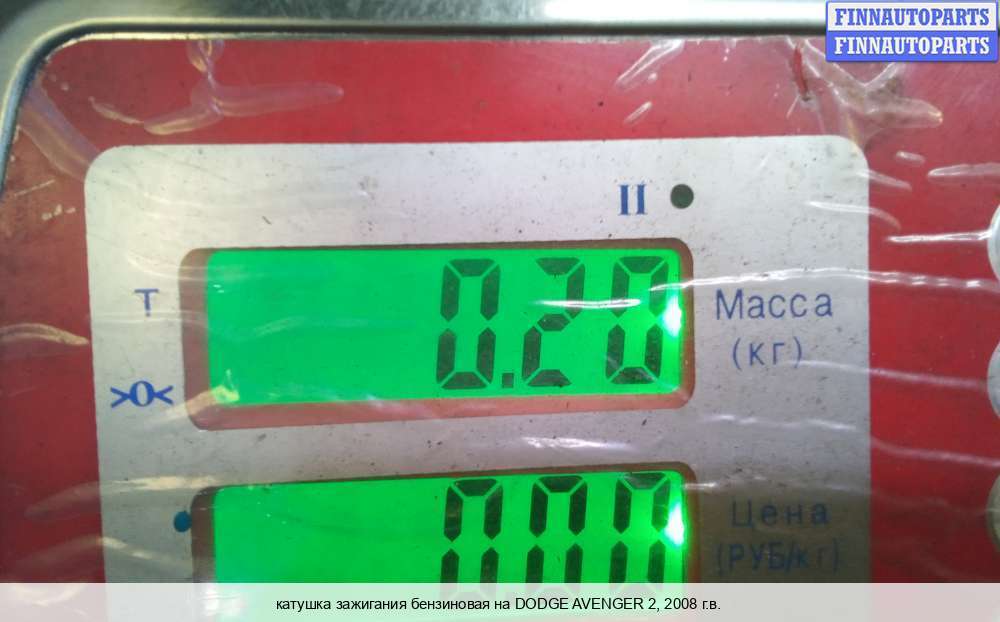 FINNAUTOPARTS
FINNAUTOPARTS
II
0.20
T
Масса
(кг)
>0<
000
Цена
(РУБ/кг)
катушка зажигания бензиновая на DODGE AVENGER 2, 2008 г.в.